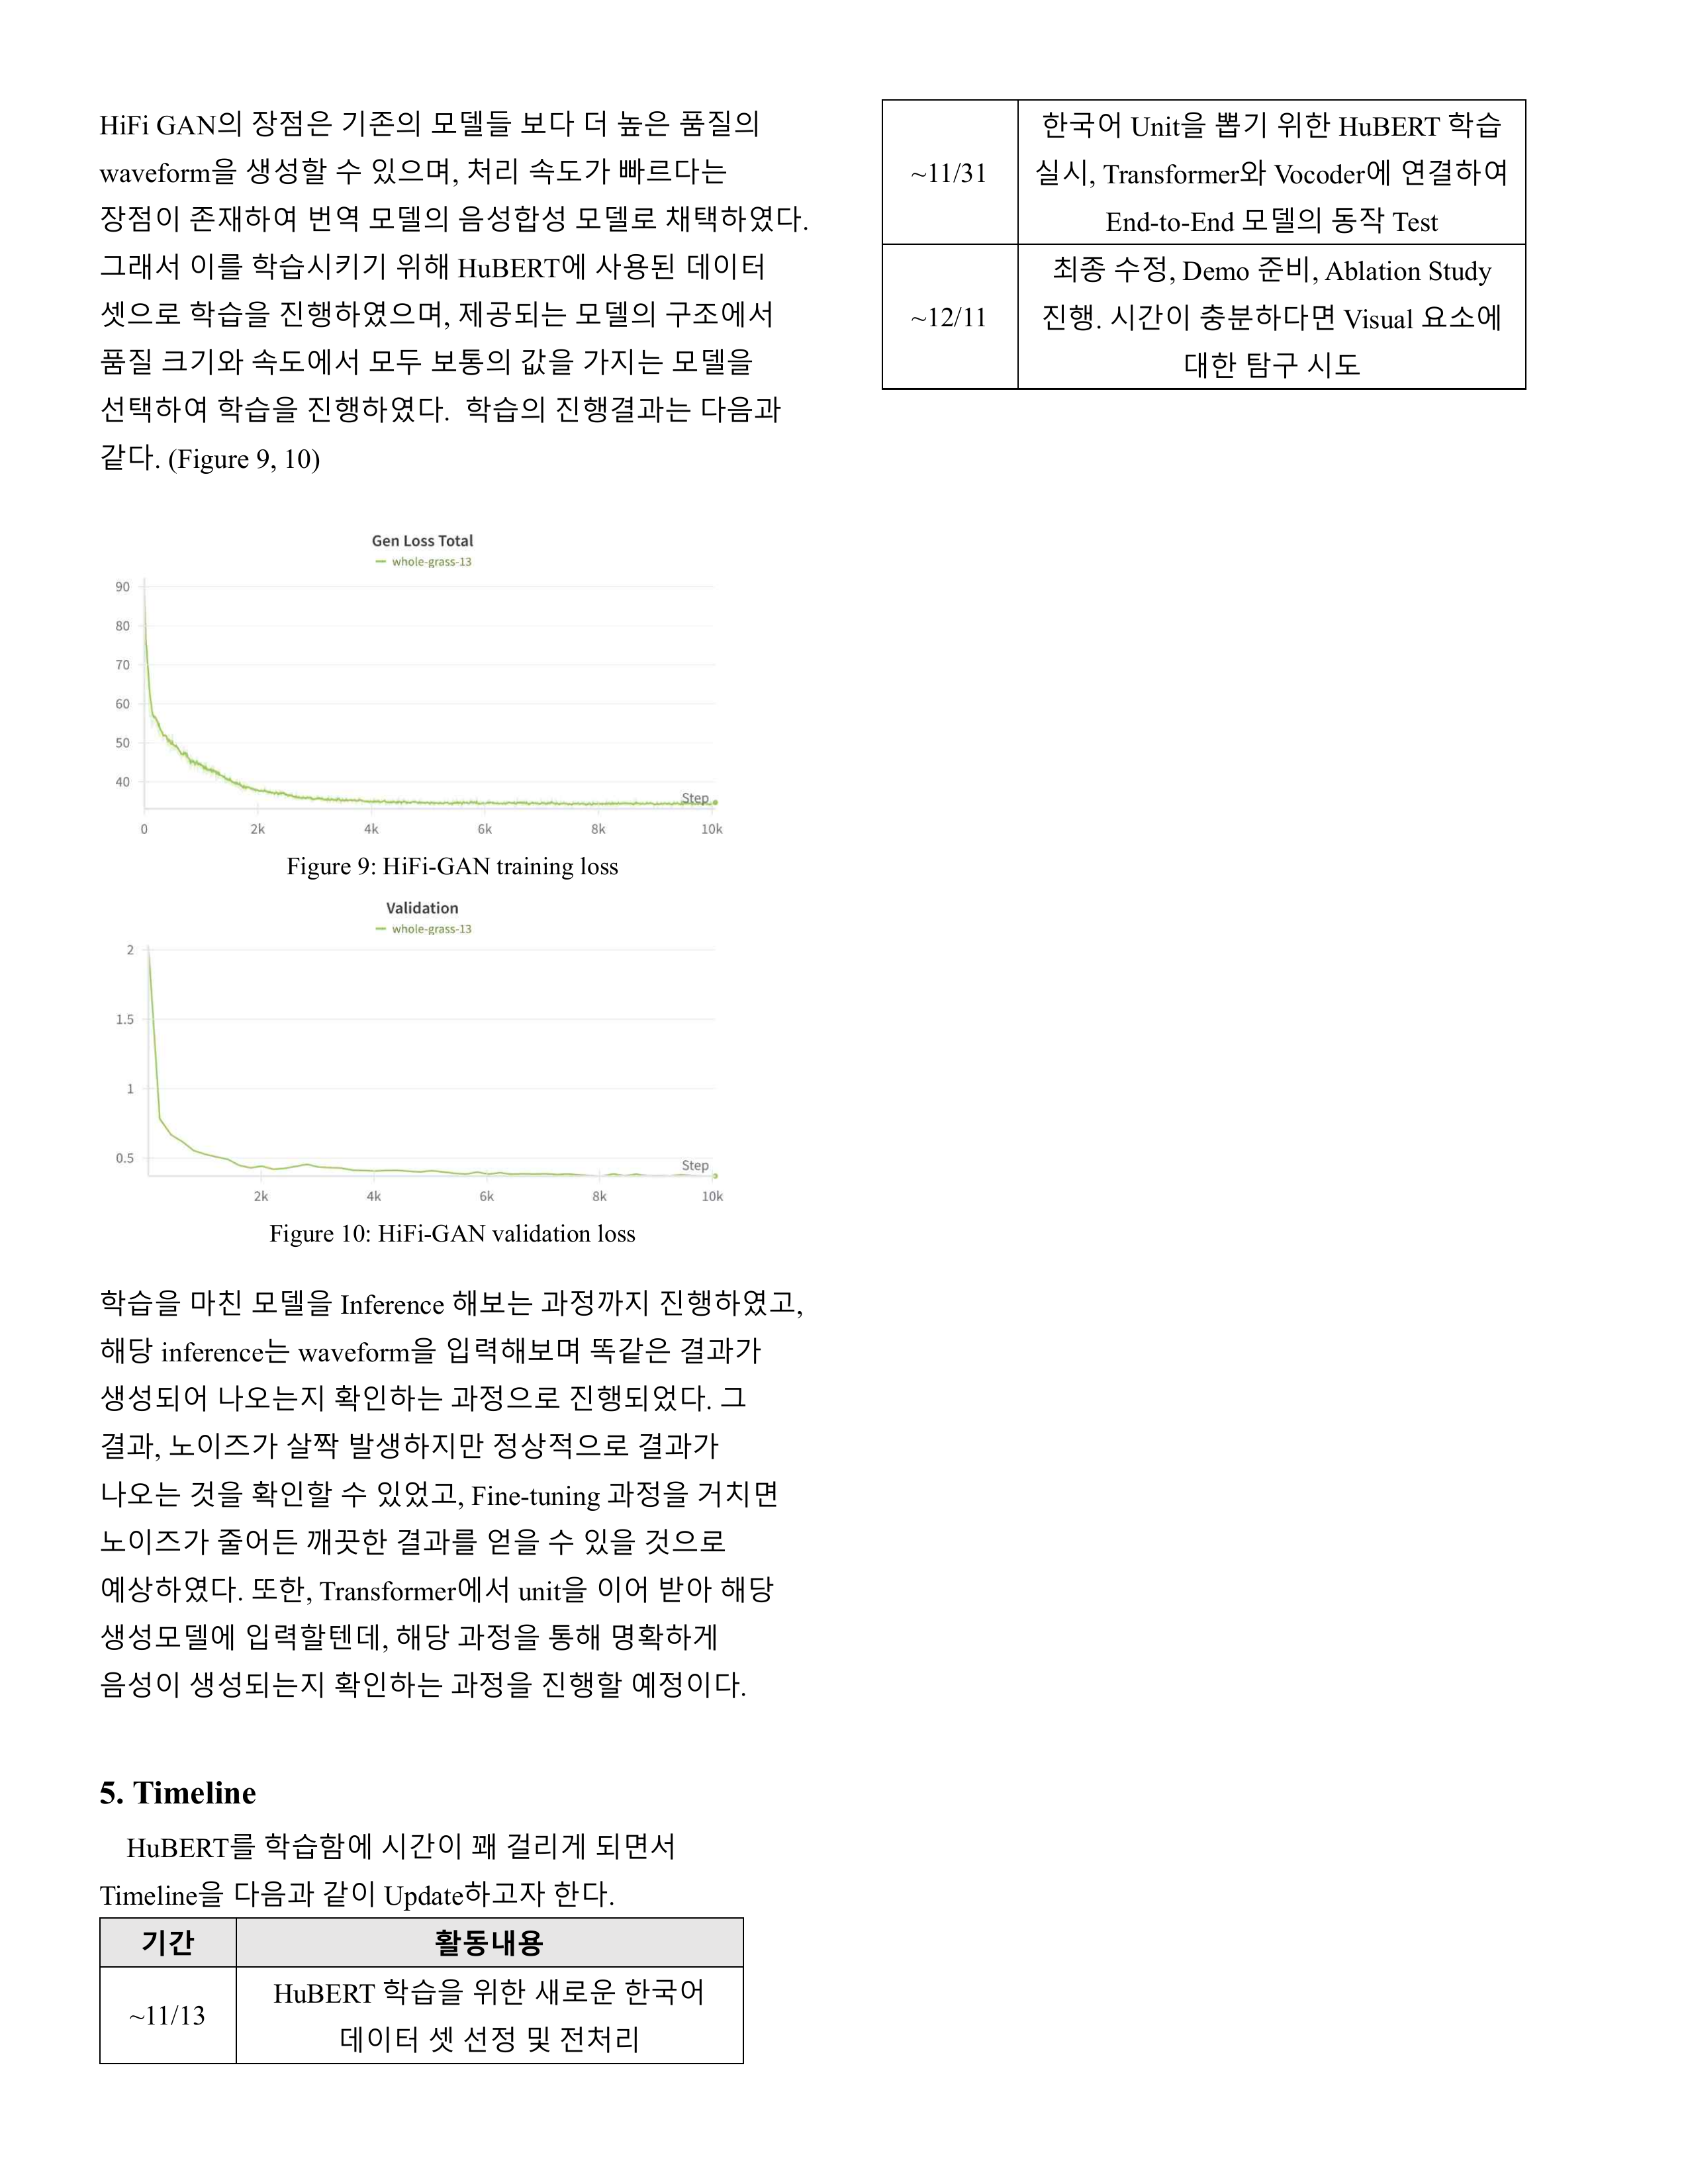 HiFi GAN의 장점은 기존의 모델들 보다 더 높은 품질의
waveform을 생성할 수 있으며, 처리 속도가 빠르다는
장점이 존재하여 번역 모델의 음성합성 모델로 채택하였다.
그래서 이를 학습시키기 위해 HuBERT에 사용된 데이터
셋으로 학습을 진행하였으며, 제공되는 모델의 구조에서
품질 크기와 속도에서 모두 보통의 값을 가지는 모델을
선택하여 학습을 진행하였다. 학습의 진행결과는 다음과
같다. (Figure 9, 10)
Gen Loss Total
whole-grass-13
90
80
70
60
50
40
Step
0 2k 4k 6k 8k 10k
Figure 9: HiFi-GAN training loss
Validation
whole-grass-13
2
1.5
1
0.5
Step
2k 4k 6k 8k 10k
Figure 10: HiFi-GAN validation loss
학습을 마친 모델을 Inference 해보는 과정까지 진행하였고,
해당 inference는 waveform을 입력해보며 똑같은 결과가
생성되어 나오는지 확인하는 과정으로 진행되었다. 그
결과, 노이즈가 살짝 발생하지만 정상적으로 결과가
나오는 것을 확인할 수 있었고, Fine-tuning 과정을 거치면
노이즈가 줄어든 깨끗한 결과를 얻을 수 있을 것으로
예상하였다. 또한, Transformer에서 unit을 이어 받아 해당
생성모델에 입력할텐데, 해당 과정을 통해 명확하게
음성이 생성되는지 확인하는 과정을 진행할 예정이다.
5. Timeline
HuBERT를 학습함에 시간이 꽤 걸리게 되면서
Timeline을 다음과 같이 Update하고자 한다.
기간 활동내용
~11/13
HuBERT 학습을 위한 새로운 한국어
데이터 셋 선정 및 전처리
~11/31
한국어 Unit을 뽑기 위한 HuBERT 학습
실시, Transformer와 Vocoder에 연결하여
End-to-End 모델의 동작 Test
~12/11
최종 수정, Demo 준비, Ablation Study
진행. 시간이 충분하다면 Visual 요소에
대한 탐구 시도